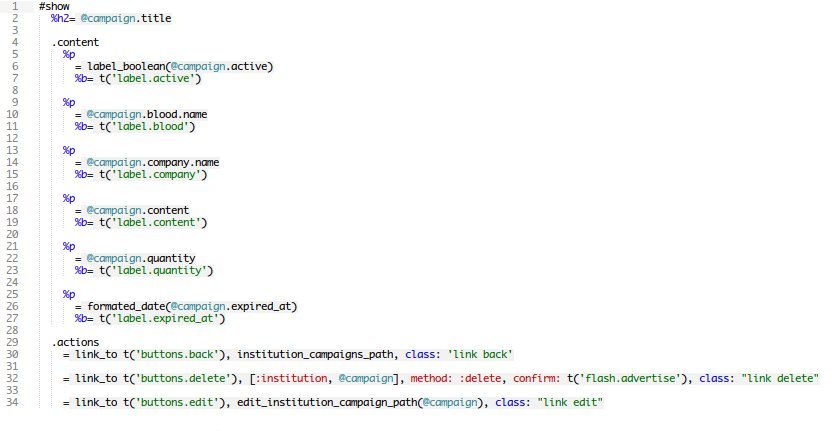 1 #show
2 %h2= @campaign.title
3
4 .content
5 %p
6 = label_boolean(@campaign.active)
7 %b= t('label.active')
8
9 %p
10 = @campaign.blood.name
11 %b= t('label.blood')
12
13 %p
14 = @campaign.company.name
15 %b= t('label.company')
16
17 %p
18 = @campaign.content
19 %b= t('label.content')
20
21 %p
22 = @campaign.quantity
23 %b= t('label.quantity')
24
25 %p
26 = formated_date(@campaign.expired_at)
27 %b= t('label.expired_at')
28
29 .actions
30 = link_to t('buttons.back'), institution_campaigns_path, class: 'link back'
31
32 = link_to t('buttons.delete'), [:institution, @campaign], method: :delete, confirm: t('flash.advertise'), class: "link delete"
33
34 = link_to t('buttons.edit'), edit_institution_campaign_path(@campaign), class: "link edit"